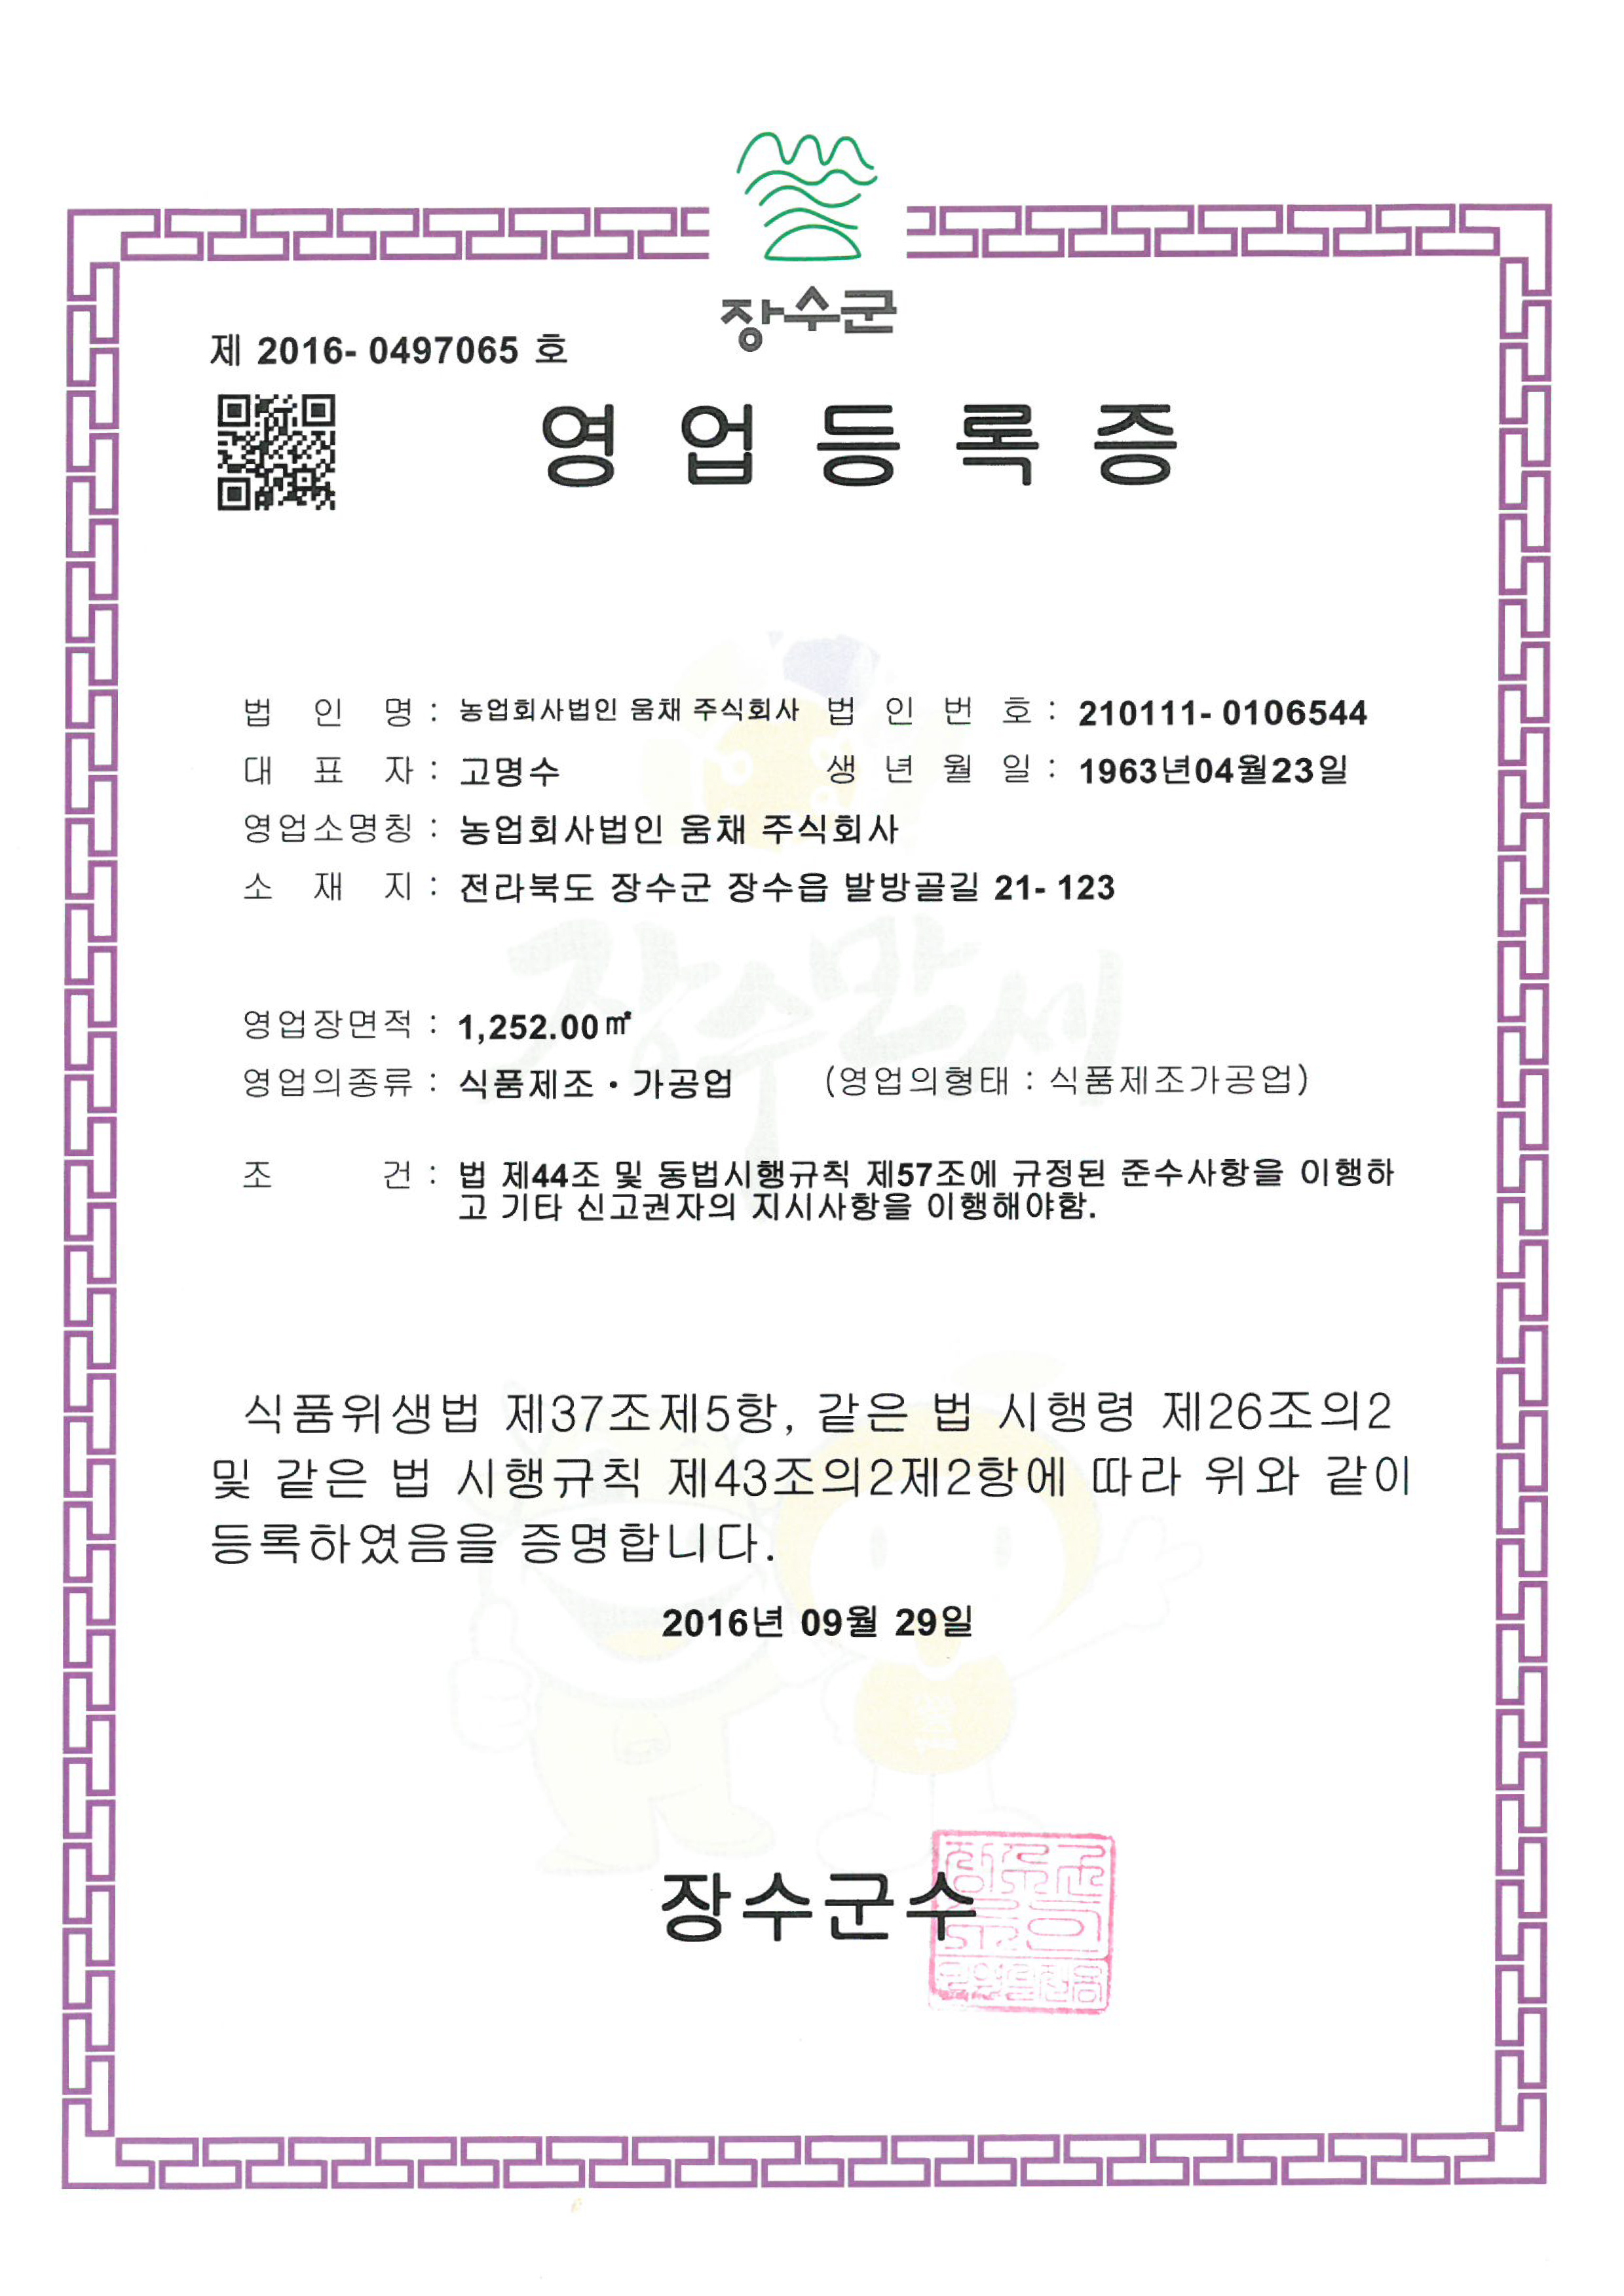 장수군
제 2016- 0497065 호
영 업 등 록 증
법 인 명 : 농업회사법인 움채 주식회사 법 인 번 호 : 210111- 0106544
대 표 자 : 고명수 생 년 월 일 : 1963년04월23일
영업소명칭 : 농업회사법인 움채 주식회사
소 재 지 : 전라북도 장수군 장수읍 발방골길 21- 123
장수만세
영업장면적 : 1,252.00㎡
영업의종류 : 식품제조・가공업 (영업의형태 : 식품제조가공업)
조 건 : 법 제44조 및 동법시행규칙 제57조에 규정된 준수사항을 이행하
고 기타 신고권자의 지시사항을 이행해야함.
식품위생법 제37조제5항, 같은 법 시행령 제26조의2
및 같은 법 시행규칙 제43조의2제2항에 따라 위와 같이
등록하였음을 증명합니다.
2016년 09월 29일
장수군수